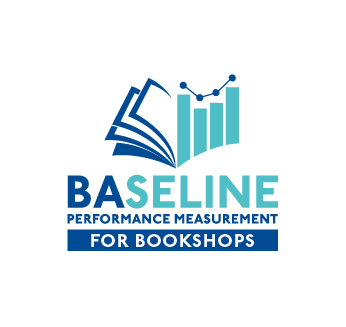 BASELINE
PERFORMANCE MEASUREMENT
FOR BOOKSHOPS